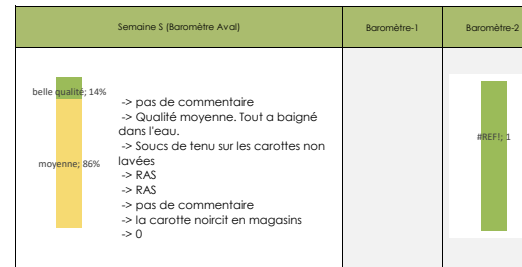 Semaine S (Baromètre Aval)
Baromètre-1
Baromètre-2
belle qualité; 14%
moyenne; 86%
-> pas de commentaire
-> Qualité moyenne. Tout a baigné
dans l'eau.
-> Soucs de tenu sur les carottes non
lavées
-> RAS
-> RAS
-> pas de commentaire
-> la carotte noircit en magasins
-> 0
#REF!; 1